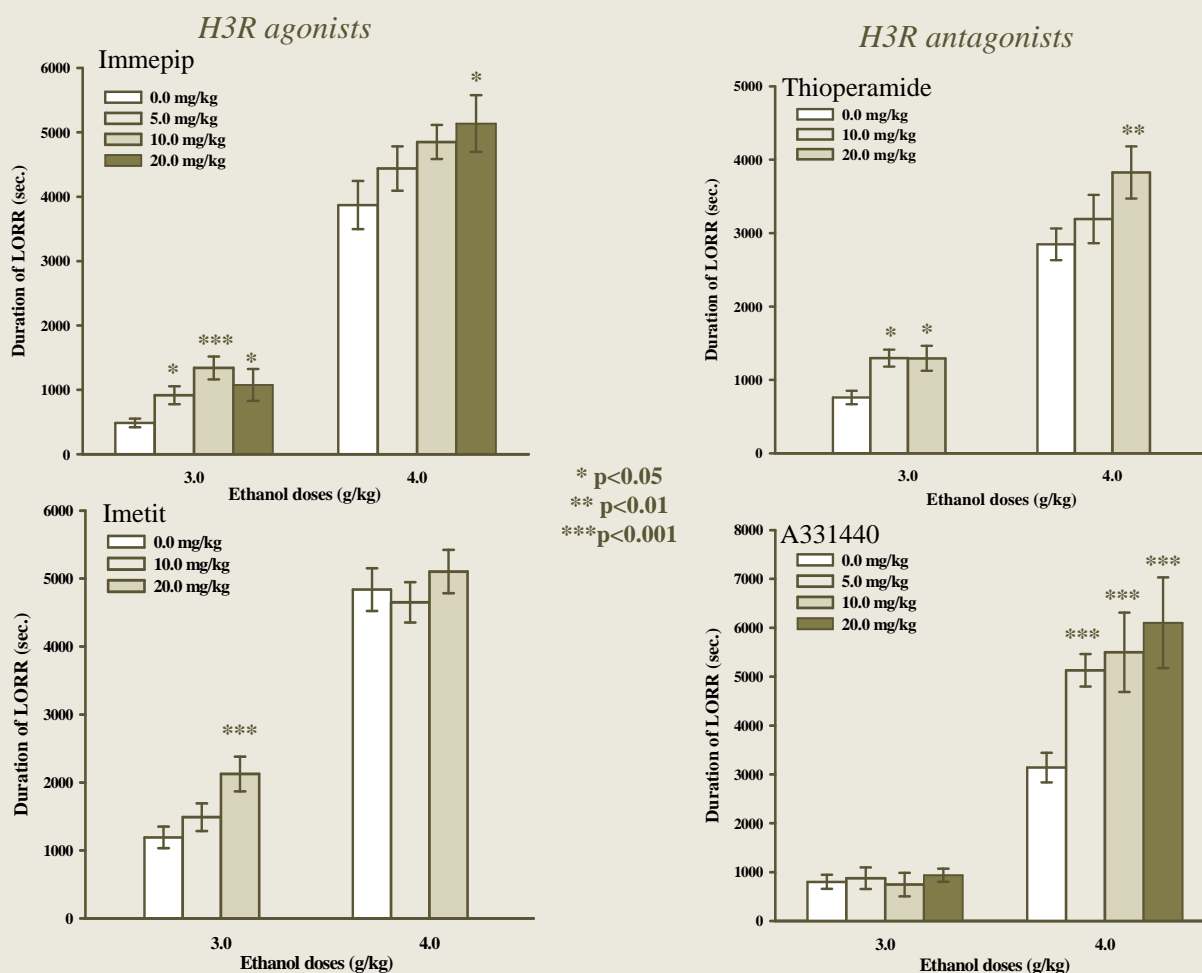 H3R agonists
Immepip
6000
5000
4000
3000
2000
1000
0
Duration of LORR (sec.)
0.0 mg/kg
5.0 mg/kg
10.0 mg/kg
20.0 mg/kg
*
***
*
*
3.0
4.0
Ethanol doses (g/kg)
Imetit
6000
5000
4000
3000
2000
1000
0
Duration of LORR (sec.)
0.0 mg/kg
10.0 mg/kg
20.0 mg/kg
***
3.0
4.0
Ethanol doses (g/kg)
* p<0.05
** p<0.01
***p<0.001
H3R antagonists
Thioperamide
5000
4000
3000
2000
1000
0
Duration of LORR (sec.)
0.0 mg/kg
10.0 mg/kg
20.0 mg/kg
*
*
**
3.0
4.0
Ethanol doses (g/kg)
A331440
8000
7000
6000
5000
4000
3000
2000
1000
0
Duration of LORR (sec.)
0.0 mg/kg
5.0 mg/kg
10.0 mg/kg
20.0 mg/kg
***
***
***
3.0
4.0
Ethanol doses (g/kg)